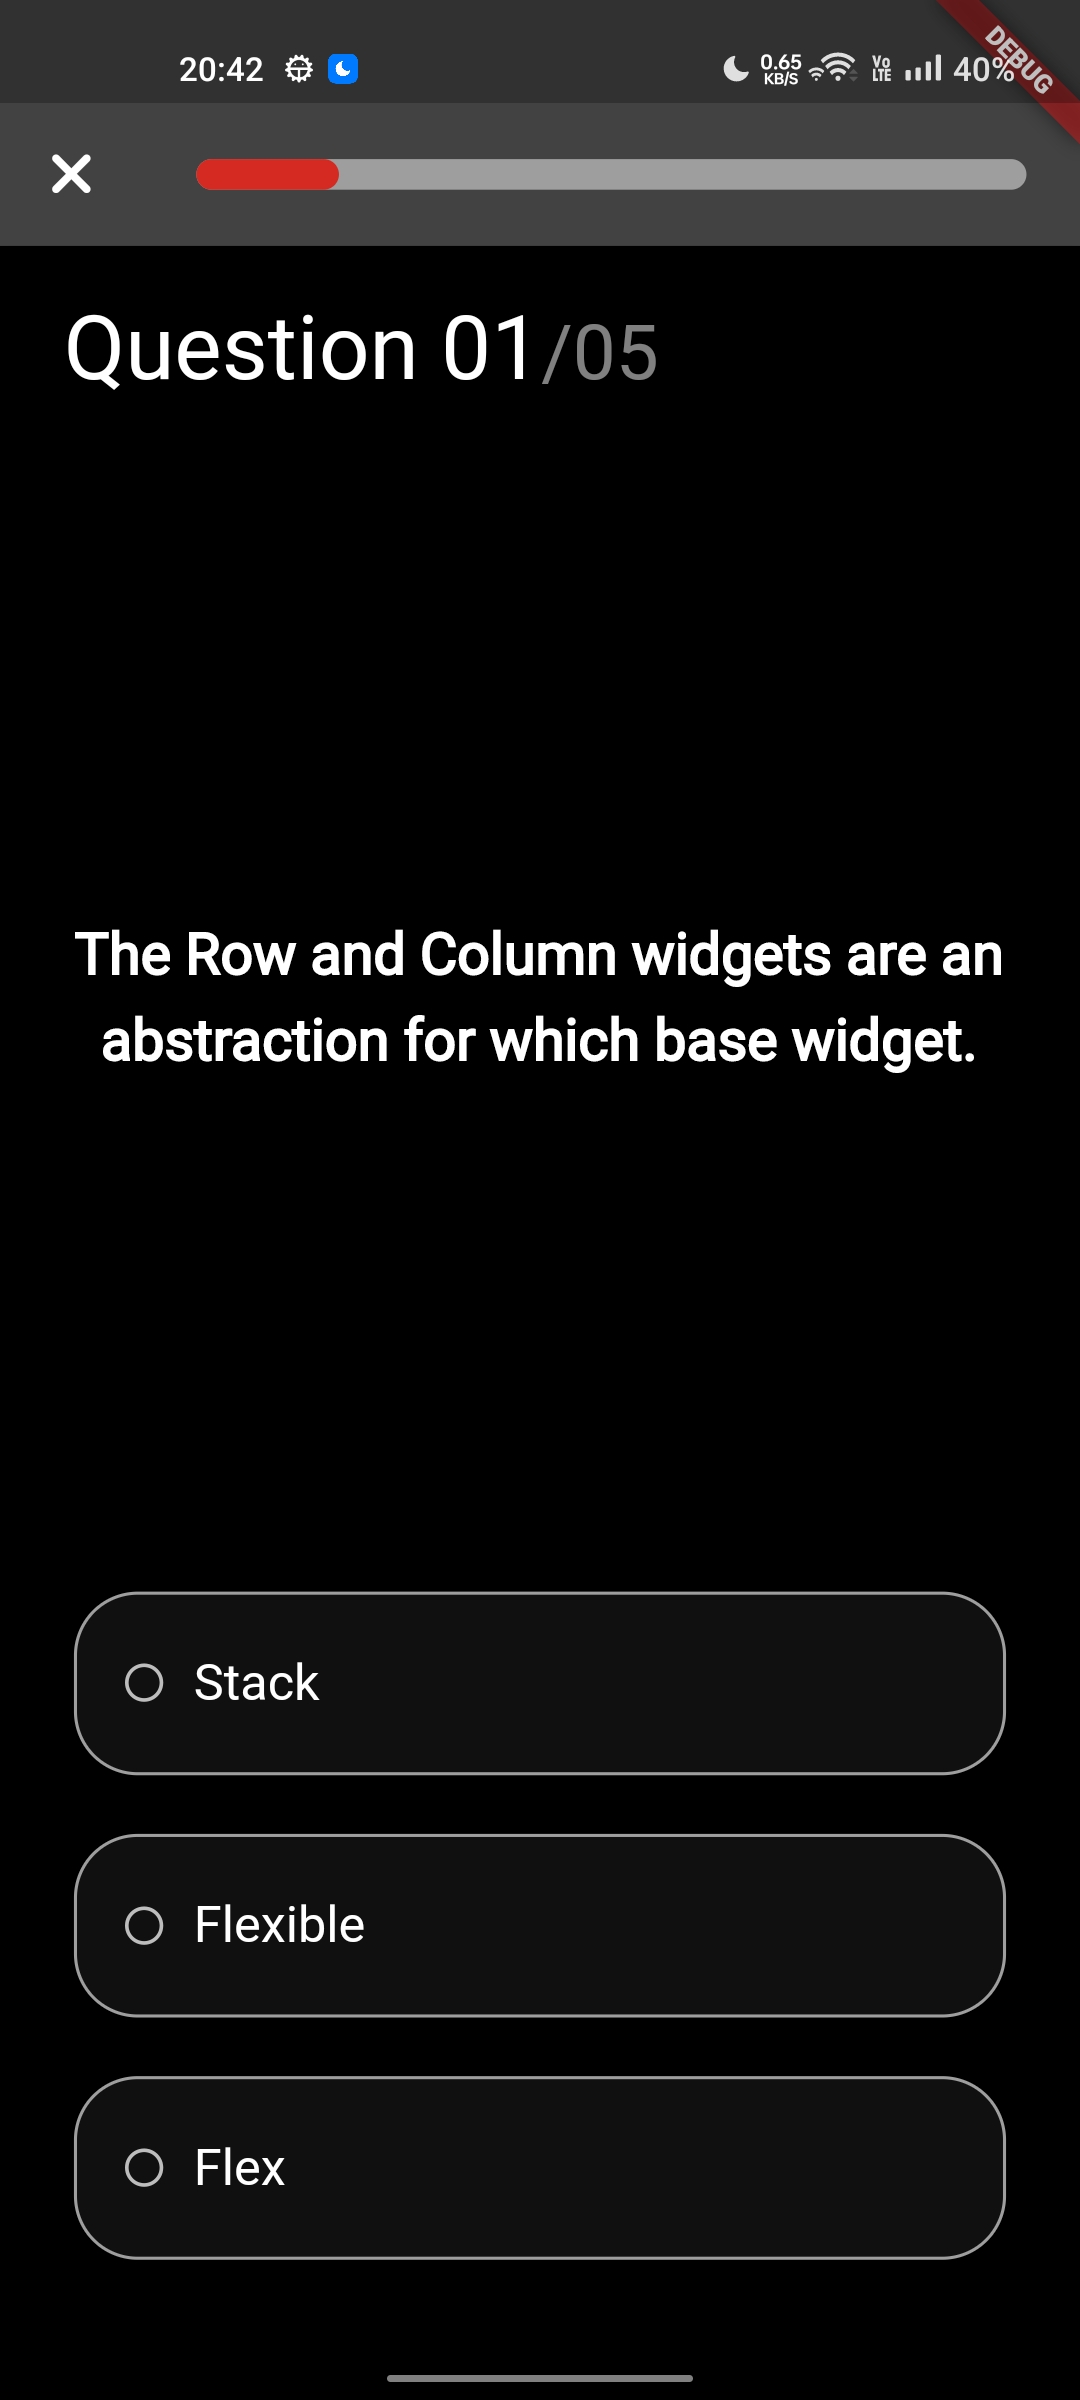 20:42
0.65
KB/S
Vo
LTE
40%
DEBUG
Question 01/05
The Row and Column widgets are an
abstraction for which base widget.
Stack
Flexible
Flex